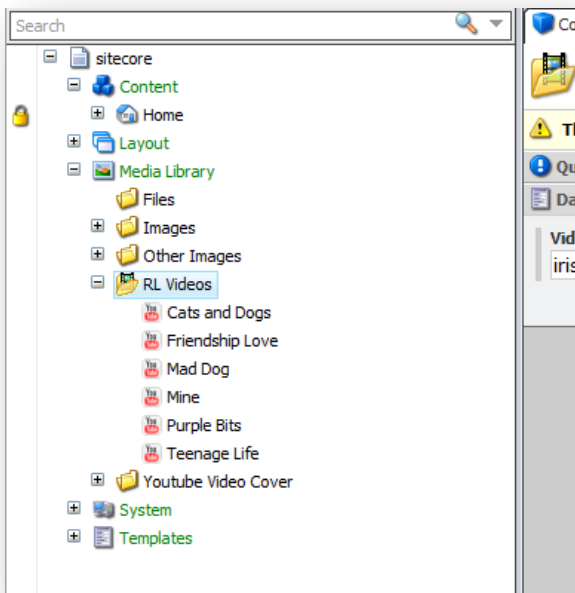 Search
sitecore
Content
Home
Layout
Media Library
Files
Images
Other Images
RL Videos
Cats and Dogs
Friendship Love
Mad Dog
Mine
Purple Bits
Teenage Life
Youtube Video Cover
System
Templates
Co
Th
Qu
Da
Vid
iris